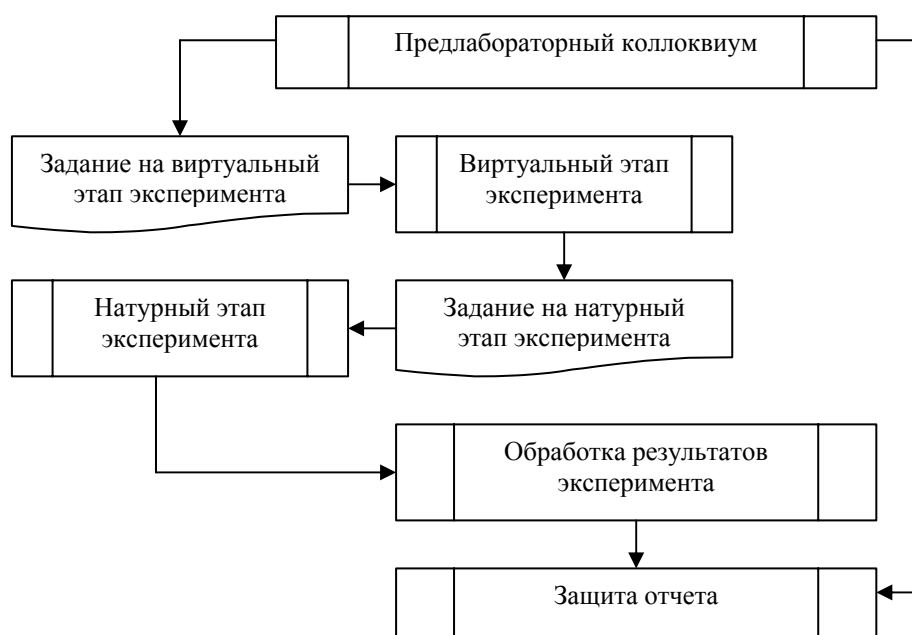 Предлабораторный коллоквиум
Задание на виртуальный
этап эксперимента
Виртуальный этап
эксперимента
Натурный этап
эксперимента
Задание на натурный
этап эксперимента
Обработка результатов
эксперимента
Защита отчета